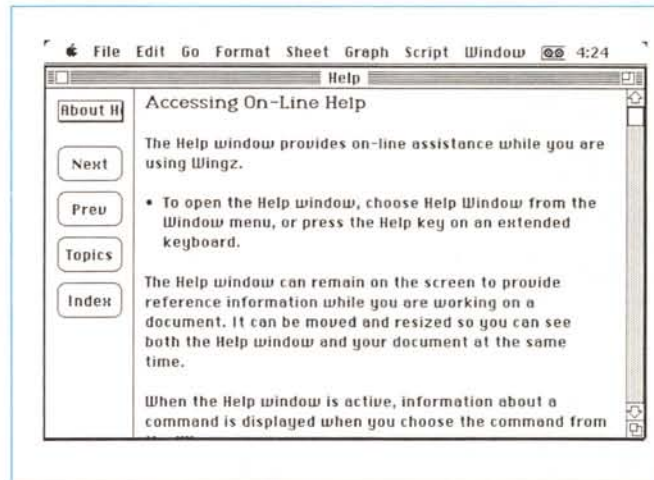 File Edit Go Format Sheet Graph Script Window 4:24
Help
About H
Accessing On-Line Help
The Help window provides on-line assistance while you are
using Wingz.
Next
• To open the Help window, choose Help Window from the
Prev
Window menu, or press the Help key on an extended
keyboard.
Topics
The Help window can remain on the screen to provide
Index
reference information while you are working on a
document. It can be moved and resized so you can see
both the Help window and your document at the same
time.
When the Help window is active, information about a
command is displayed when you choose the command from